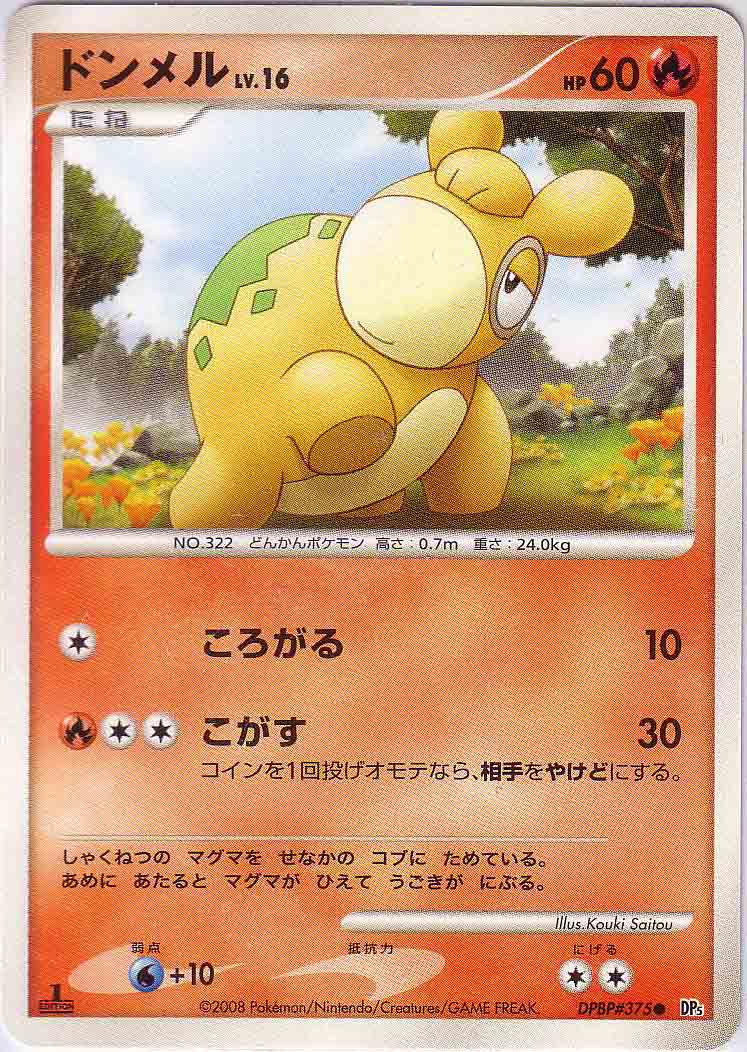 ドンメル LV.16 HP60
たね
NO.322 どんかんポケモン 高さ:0.7m 重さ:24.0kg
ころがる 10
こがす 30
コインを1回投げオモテなら、相手をやけどにする。
しゃくねつの マグマを せなかの コブに ためている。
あめに あたると マグマが ひえて うごきが にぶる。
Illus.Kouki Saitou
弱点 抵抗力 にげる
+10
1 EDITION ©2008 Pokémon/Nintendo/Creatures/GAME FREAK. DPBP#375● DP5